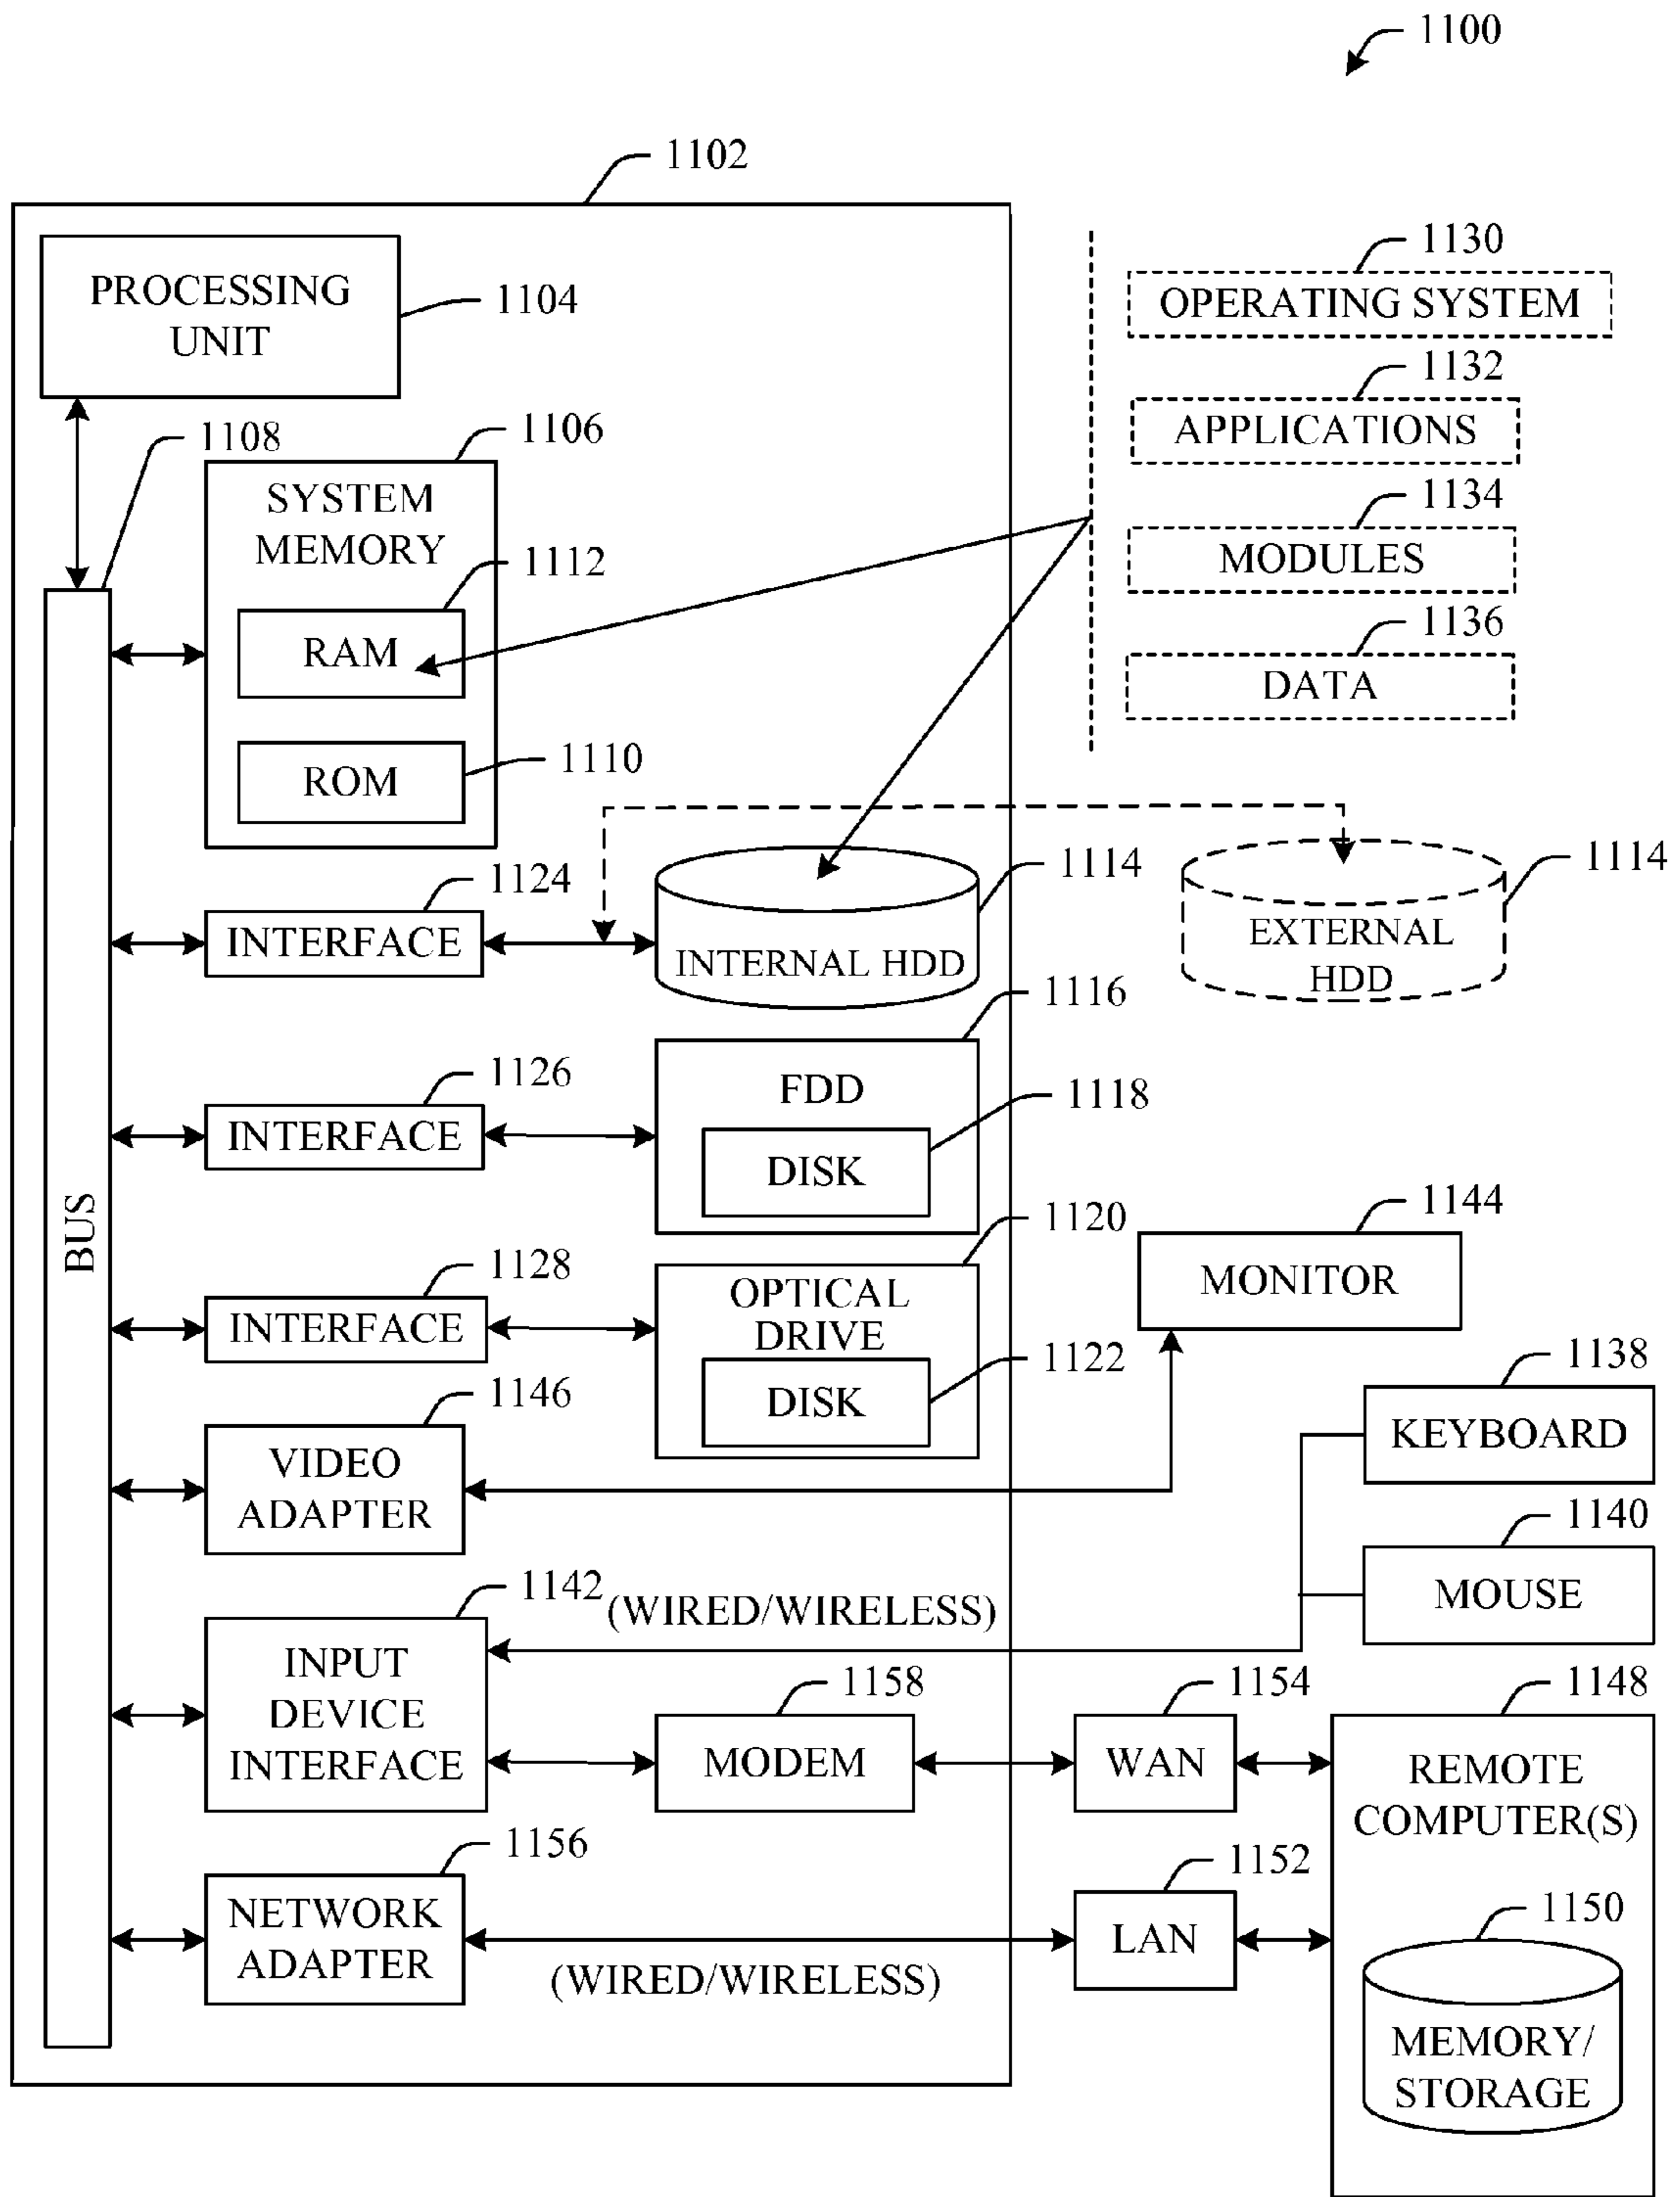 1100
1102
PROCESSING
UNIT
1104
1130
OPERATING SYSTEM
1132
APPLICATIONS
1134
MODULES
1136
DATA
1108
1106
SYSTEM
MEMORY
1112
RAM
1110
ROM
1124
INTERFACE
1114
INTERNAL HDD
1114
EXTERNAL
HDD
1116
FDD
1126
INTERFACE
1118
DISK
BUS
1120
OPTICAL
DRIVE
1128
INTERFACE
1122
DISK
1144
MONITOR
1146
VIDEO
ADAPTER
1138
KEYBOARD
1140
MOUSE
1142
(WIRED/WIRELESS)
INPUT
DEVICE
INTERFACE
1158
MODEM
1154
WAN
1148
REMOTE
COMPUTER(S)
1156
NETWORK
ADAPTER
(WIRED/WIRELESS)
1152
LAN
1150
MEMORY/
STORAGE